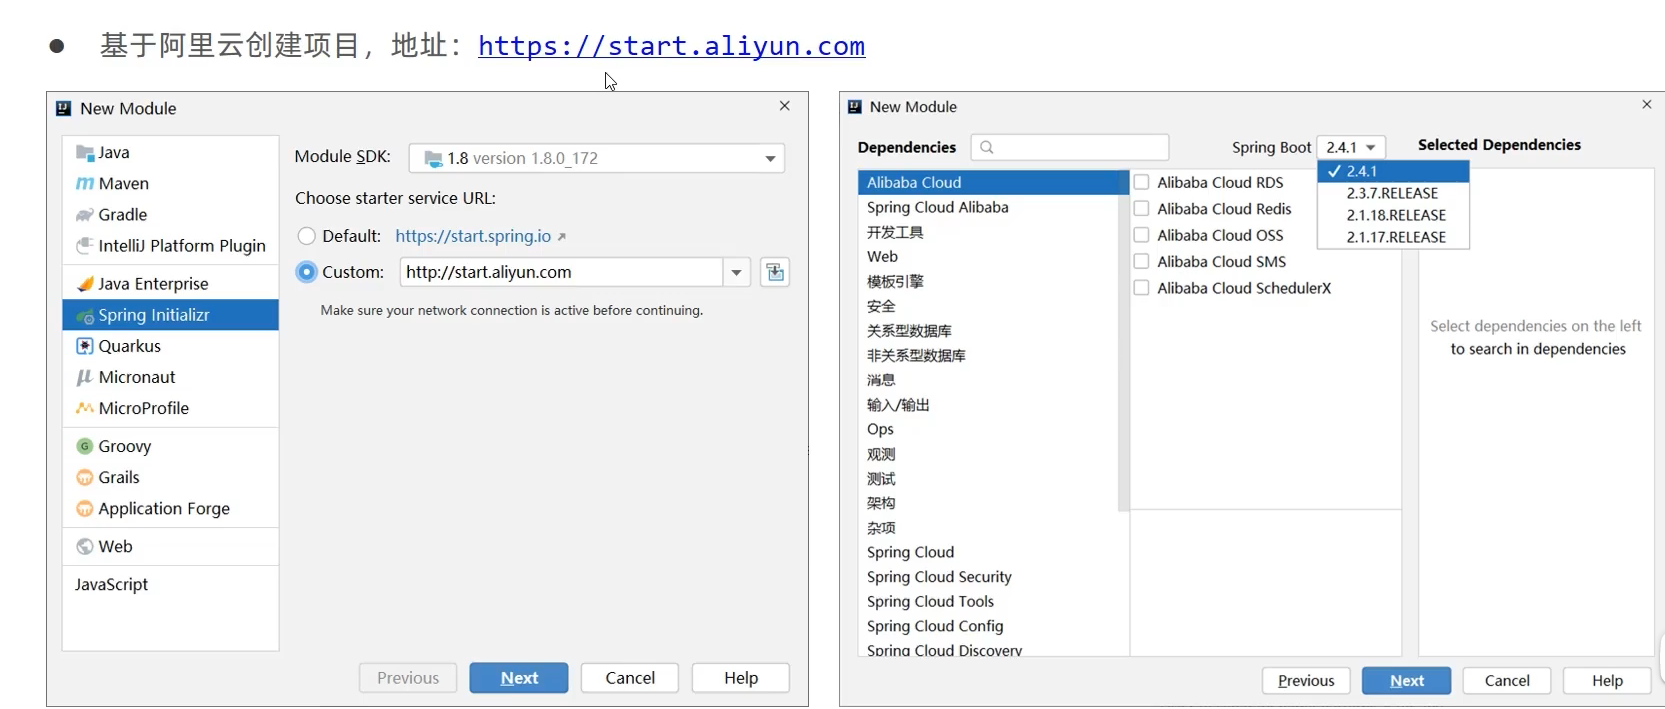 ● 基于阿里云创建项目，地址：https://start.aliyun.com
New Module
Java
Maven
Gradle
IntelliJ Platform Plugin
Java Enterprise
Spring Initializr
Quarkus
Micronaut
MicroProfile
Groovy
Grails
Application Forge
Web
JavaScript
Module SDK: 1.8 version 1.8.0_172
Choose starter service URL:
Default: https://start.spring.io
Custom: http://start.aliyun.com
Make sure your network connection is active before continuing.
Previous Next Cancel Help
New Module
Dependencies Spring Boot 2.4.1 Selected Dependencies
2.4.1
2.3.7.RELEASE
2.1.18.RELEASE
2.1.17.RELEASE
Alibaba Cloud
Spring Cloud Alibaba
开发工具
Web
模板引擎
安全
关系型数据库
非关系型数据库
消息
输入/输出
Ops
观测
测试
架构
杂项
Spring Cloud
Spring Cloud Security
Spring Cloud Tools
Spring Cloud Config
Spring Cloud Discovery
Alibaba Cloud RDS
Alibaba Cloud Redis
Alibaba Cloud OSS
Alibaba Cloud SMS
Alibaba Cloud SchedulerX
Select dependencies on the left
to search in dependencies
Previous Next Cancel Help